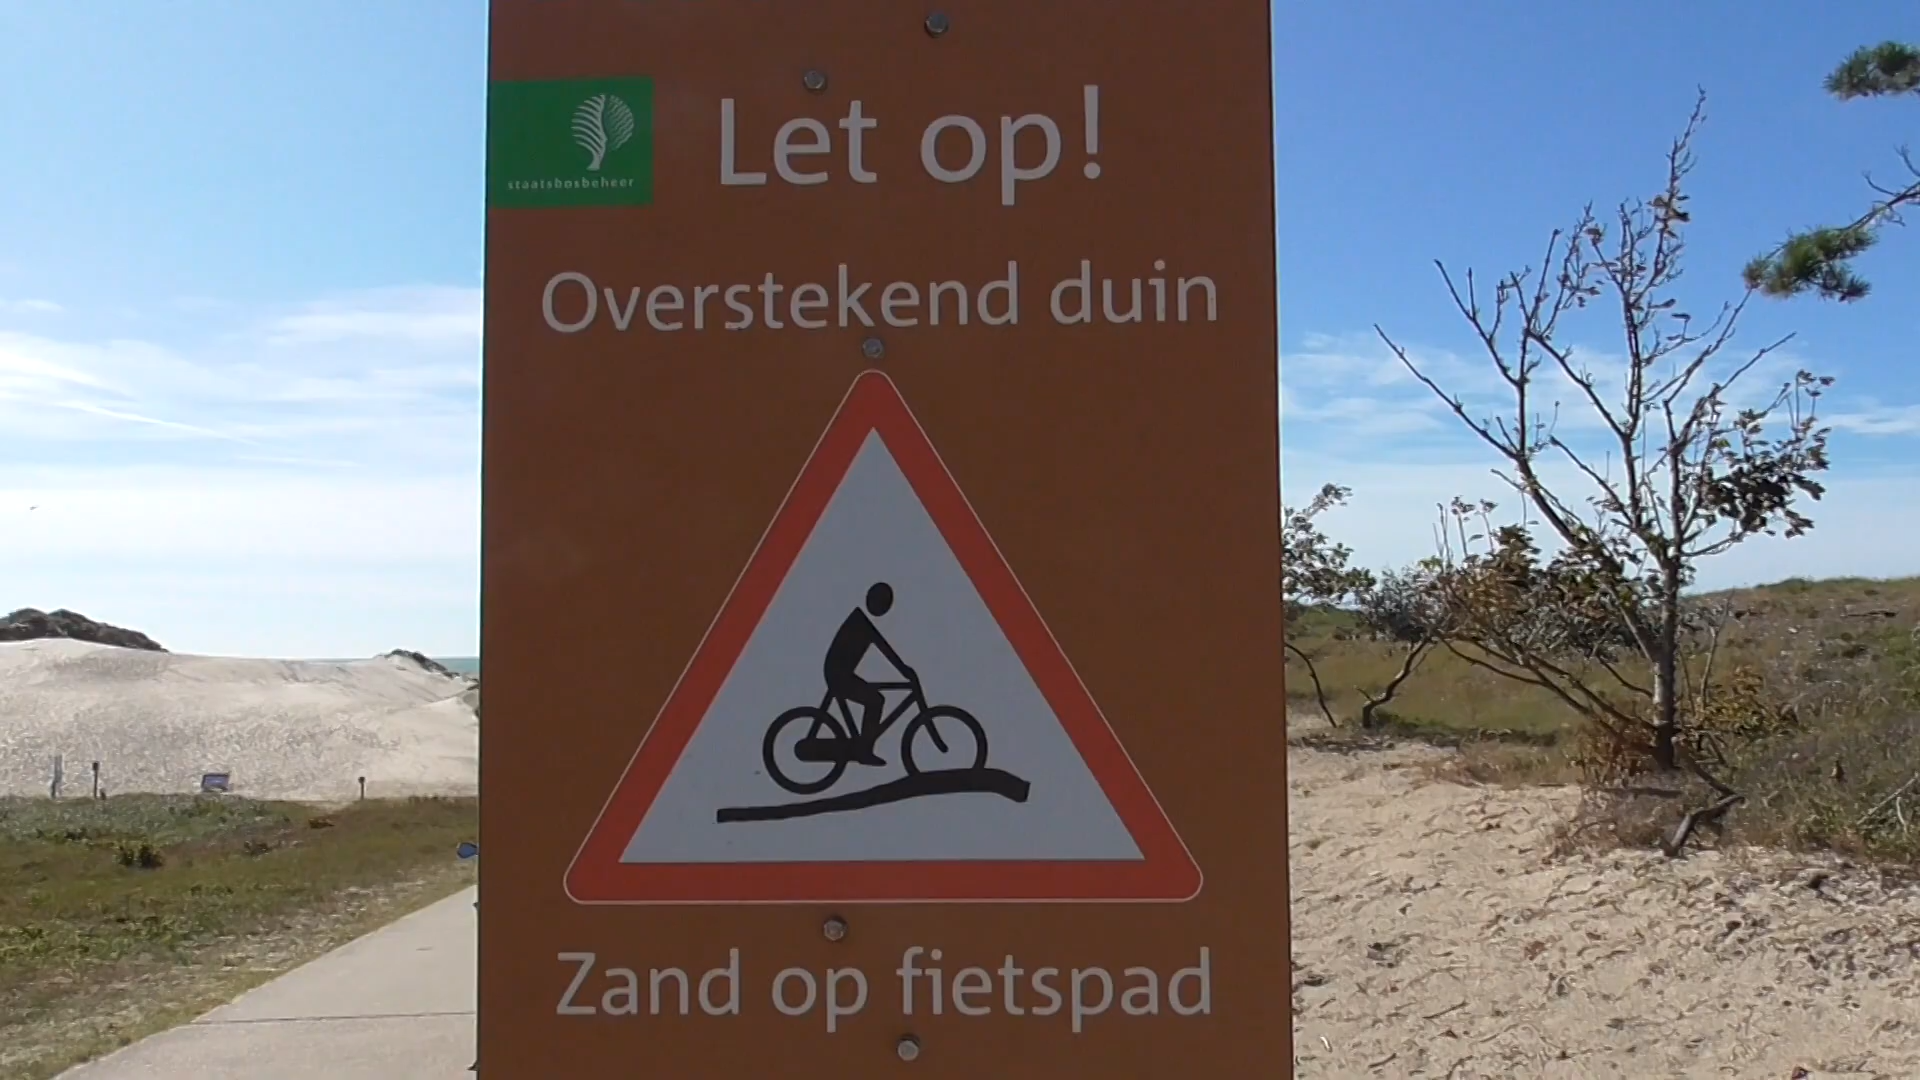 Let op!
staatsbosbeheer
Overstekend duin
Zand op fietspad